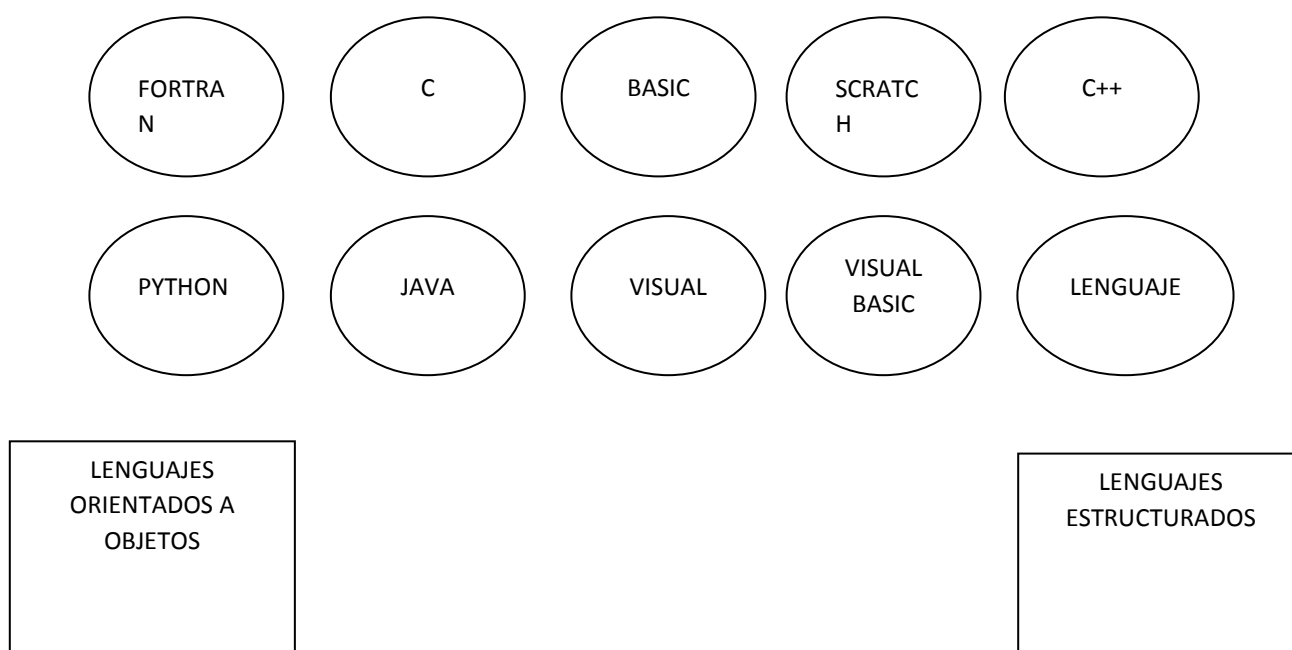 FORTRA
N
C
BASIC
SCRATC
H
C++
PYTHON
JAVA
VISUAL
VISUAL
BASIC
LENGUAJE
LENGUAJES
ORIENTADOS A
OBJETOS
LENGUAJES
ESTRUCTURADOS